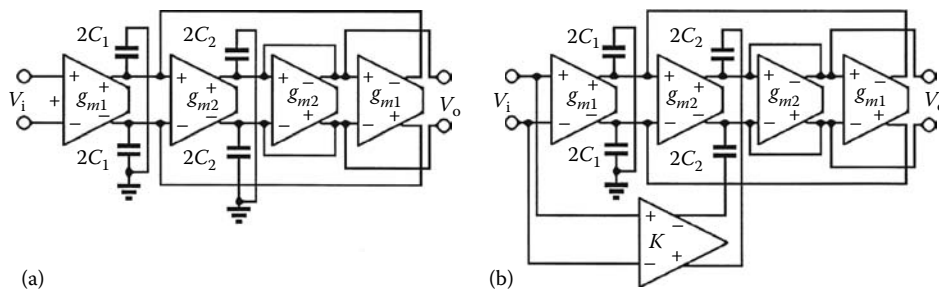 2C₁ 2C₂ 2C₁ 2C₂
+ + + − − + + + − −
Vᵢ + gₘ₁ + gₘ₂ + gₘ₂ gₘ₁ Vₒ Vᵢ gₘ₁ + gₘ₂ + gₘ₂ gₘ₁ Vₒ
− − − − − + + + − − − − − + + +
2C₁ 2C₂ 2C₁ 2C₂
+ −
K
− +
(a) (b)